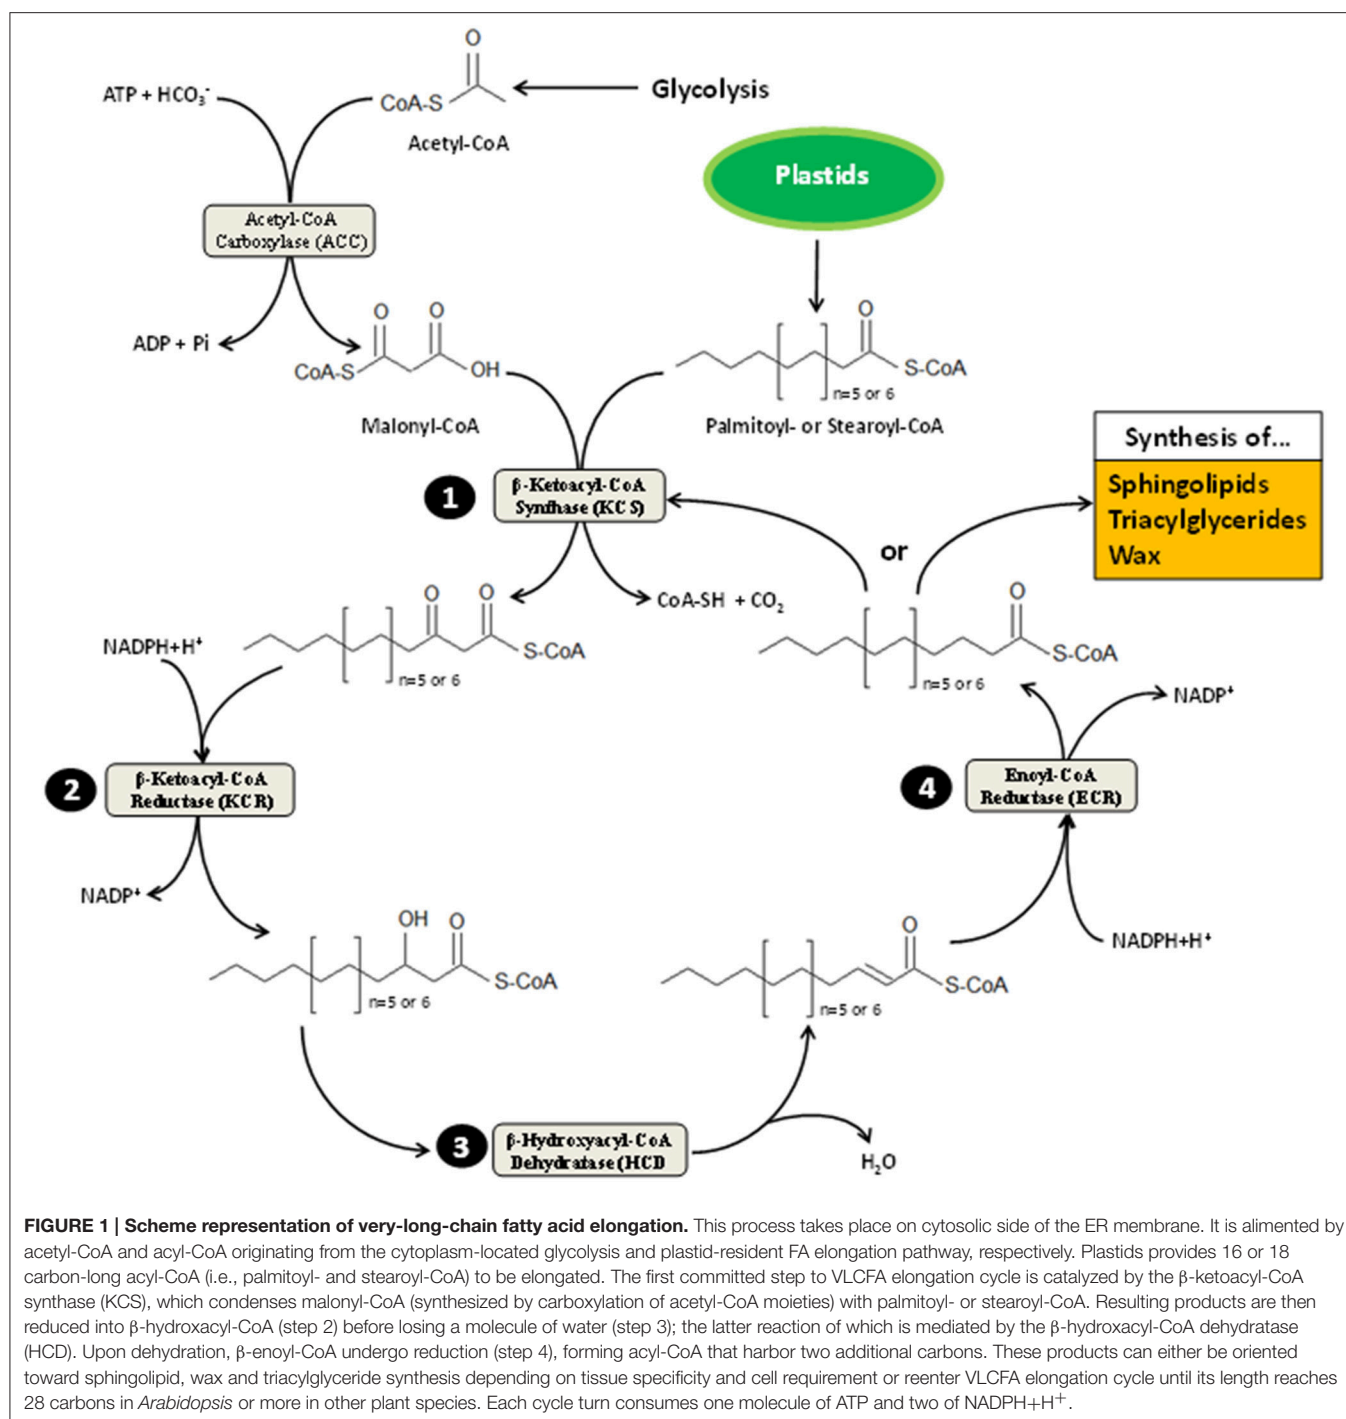 O
ATP + HCO₃⁻
CoA-S
Glycolysis
Acetyl-CoA
Plastids
Acetyl-CoA
Carboxylase (ACC)
O
O
O
ADP + Pi
CoA-S
OH
S-CoA
n=5 or 6
Malonyl-CoA
Palmitoyl- or Stearoyl-CoA
Synthesis of...
Sphingolipids
Triacylglycerides
Wax
1
β-Ketoacyl-CoA
Synthase (KCS)
or
CoA-SH + CO₂
O
O
O
NADPH+H⁺
S-CoA
n=5 or 6
S-CoA
n=5 or 6
NADP⁺
2
β-Ketoacyl-CoA
Reductase (KCR)
4
Enoyl-CoA
Reductase (ECR)
NADP⁺
OH
O
O
NADPH+H⁺
S-CoA
n=5 or 6
S-CoA
n=5 or 6
3
β-Hydroxyacyl-CoA
Dehydratase (HCD
H₂O
FIGURE 1 | Scheme representation of very-long-chain fatty acid elongation. This process takes place on cytosolic side of the ER membrane. It is alimented by
acetyl-CoA and acyl-CoA originating from the cytoplasm-located glycolysis and plastid-resident FA elongation pathway, respectively. Plastids provides 16 or 18
carbon-long acyl-CoA (i.e., palmitoyl- and stearoyl-CoA) to be elongated. The first committed step to VLCFA elongation cycle is catalyzed by the β-ketoacyl-CoA
synthase (KCS), which condenses malonyl-CoA (synthesized by carboxylation of acetyl-CoA moieties) with palmitoyl- or stearoyl-CoA. Resulting products are then
reduced into β-hydroxacyl-CoA (step 2) before losing a molecule of water (step 3); the latter reaction of which is mediated by the β-hydroxacyl-CoA dehydratase
(HCD). Upon dehydration, β-enoyl-CoA undergo reduction (step 4), forming acyl-CoA that harbor two additional carbons. These products can either be oriented
toward sphingolipid, wax and triacylglyceride synthesis depending on tissue specificity and cell requirement or reenter VLCFA elongation cycle until its length reaches
28 carbons in Arabidopsis or more in other plant species. Each cycle turn consumes one molecule of ATP and two of NADPH+H⁺.